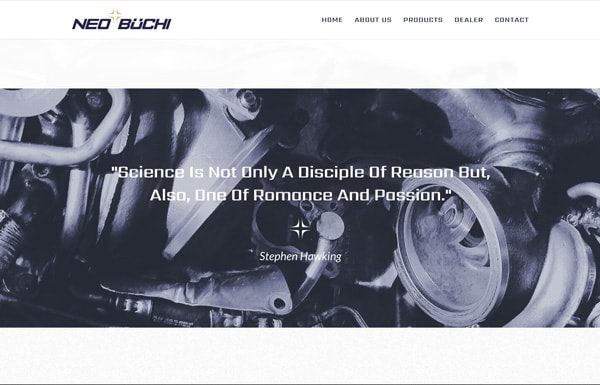 NEO BÜCHI
HOME ABOUT US PRODUCTS DEALER CONTACT
"Science Is Not Only A Disciple Of Reason But,
Also, One Of Romance And Passion."
Stephen Hawking